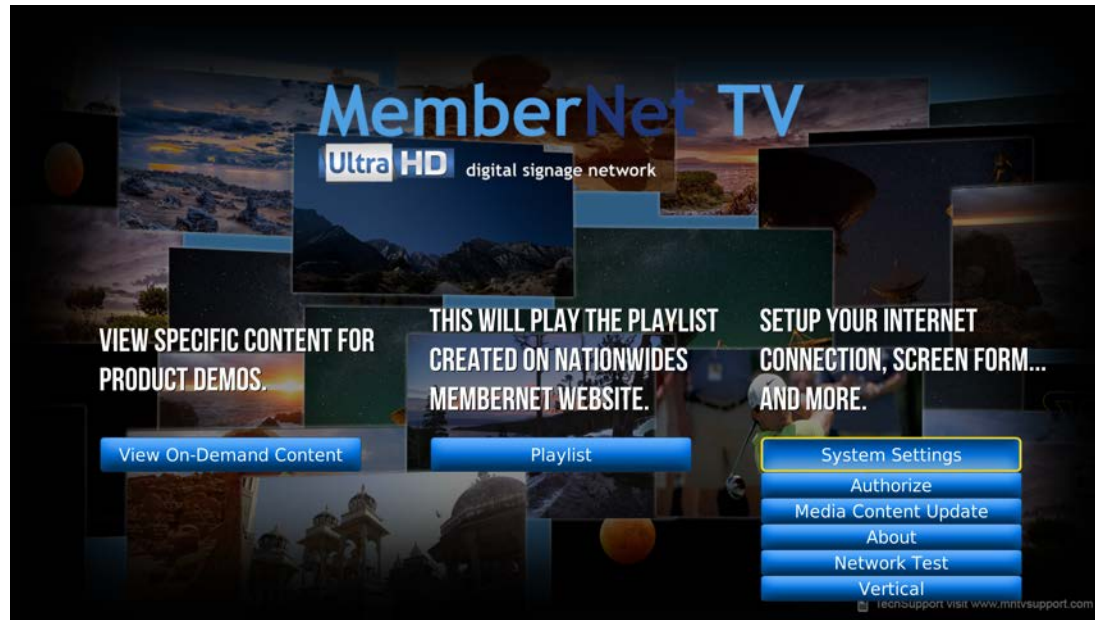 MemberNet TV
Ultra HD digital signage network
VIEW SPECIFIC CONTENT FOR
PRODUCT DEMOS.
View On-Demand Content
THIS WILL PLAY THE PLAYLIST
CREATED ON NATIONWIDES
MEMBERNET WEBSITE.
Playlist
SETUP YOUR INTERNET
CONNECTION, SCREEN FORM...
AND MORE.
System Settings
Authorize
Media Content Update
About
Network Test
Vertical
TechSupport visit www.mntvsupport.com